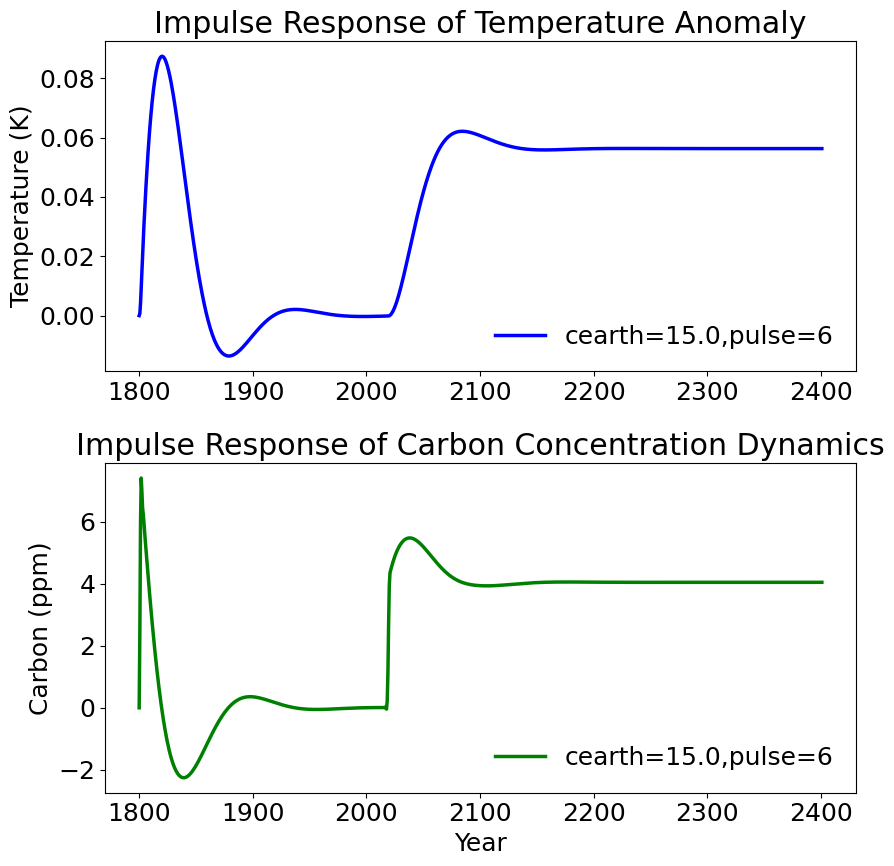 Impulse Response of Temperature Anomaly
Temperature (K)
0.08
0.06
0.04
0.02
0.00
cearth=15.0,pulse=6
1800 1900 2000 2100 2200 2300 2400
Impulse Response of Carbon Concentration Dynamics
Carbon (ppm)
6
4
2
0
−2
cearth=15.0,pulse=6
1800 1900 2000 2100 2200 2300 2400
Year